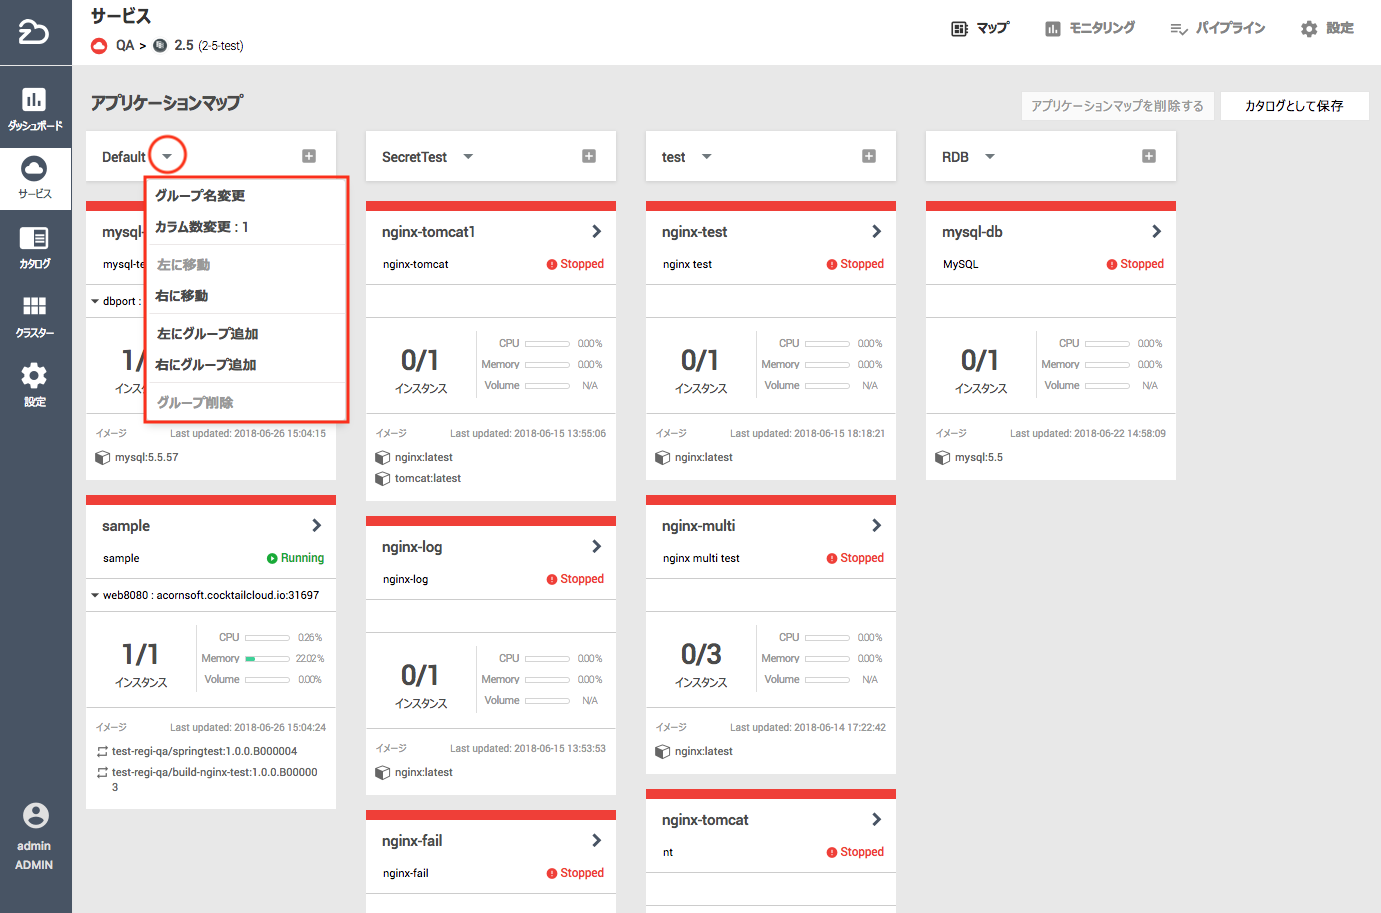 サービス
QA > 2.5 (2-5-test)
マップ
モニタリング
パイプライン
設定
ダッシュボード
サービス
カタログ
クラスター
設定
admin
ADMIN
アプリケーションマップ
アプリケーションマップを削除する
カタログとして保存
Default
グループ名変更
カラム数変更 : 1
左に移動
右に移動
左にグループ追加
右にグループ追加
グループ削除
mysql-
mysql-te
dbport :
1/
インス
イメージ Last updated: 2018-06-26 15:04:15
mysql:5.5.57
sample
sample Running
web8080 : acornsoft.cocktailcloud.io:31697
1/1
インスタンス
CPU 0.26%
Memory 22.02%
Volume 0.00%
イメージ Last updated: 2018-06-26 15:04:24
test-regi-qa/springtest:1.0.0.B000004
test-regi-qa/build-nginx-test:1.0.0.B00000
3
SecretTest
nginx-tomcat1
nginx-tomcat Stopped
0/1
インスタンス
CPU 0.00%
Memory 0.00%
Volume N/A
イメージ Last updated: 2018-06-15 13:55:06
nginx:latest
tomcat:latest
nginx-log
nginx-log Stopped
0/1
インスタンス
CPU 0.00%
Memory 0.00%
Volume N/A
イメージ Last updated: 2018-06-15 13:53:53
nginx:latest
nginx-fail
nginx-fail Stopped
test
nginx-test
nginx test Stopped
0/1
インスタンス
CPU 0.00%
Memory 0.00%
Volume N/A
イメージ Last updated: 2018-06-15 18:18:21
nginx:latest
nginx-multi
nginx multi test Stopped
0/3
インスタンス
CPU 0.00%
Memory 0.00%
Volume N/A
イメージ Last updated: 2018-06-14 17:22:42
nginx:latest
nginx-tomcat
nt Stopped
RDB
mysql-db
MySQL Stopped
0/1
インスタンス
CPU 0.00%
Memory 0.00%
Volume N/A
イメージ Last updated: 2018-06-22 14:58:09
mysql:5.5